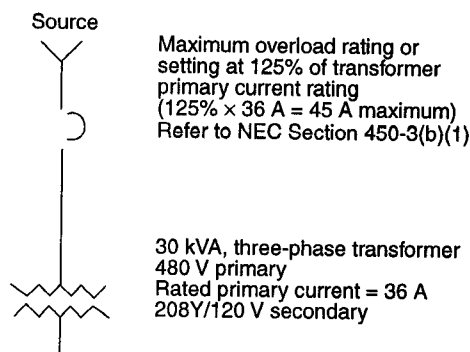 Source
Maximum overload rating or
setting at 125% of transformer
primary current rating
(125% × 36 A = 45 A maximum)
Refer to NEC Section 450-3(b)(1)
30 kVA, three-phase transformer
480 V primary
Rated primary current = 36 A
208Y/120 V secondary